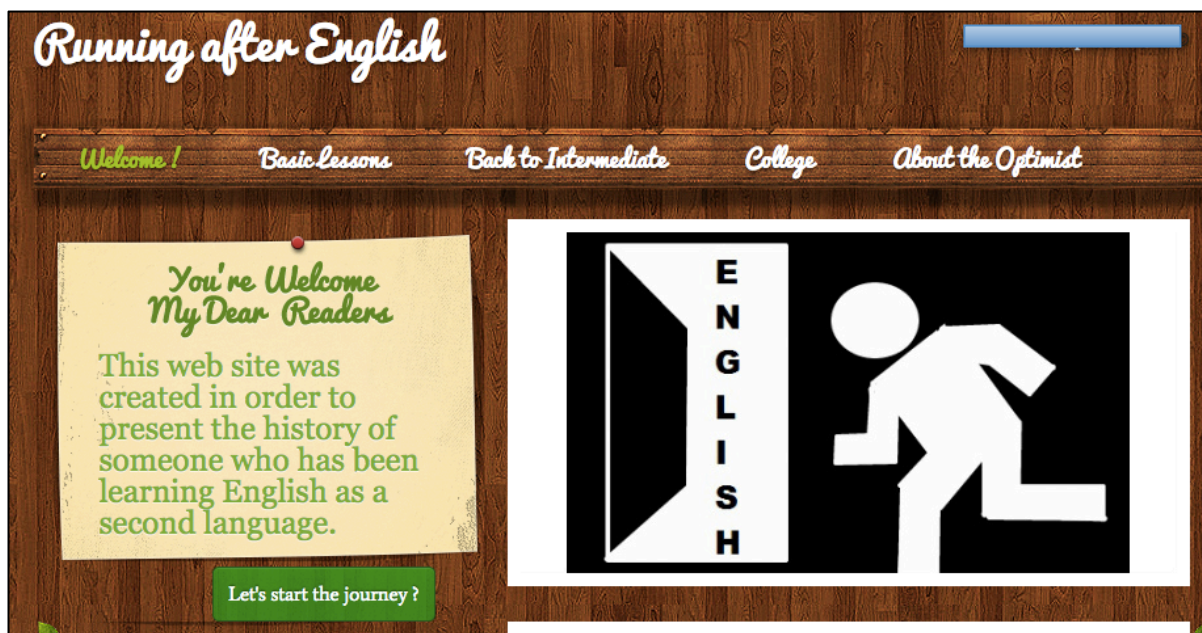 Running after English
Welcome !
Basic Lessons
Back to Intermediate
College
About the Optimist
You're Welcome
My Dear Readers
This web site was
created in order to
present the history of
someone who has been
learning English as a
second language.
Let's start the journey ?
ENGLISH